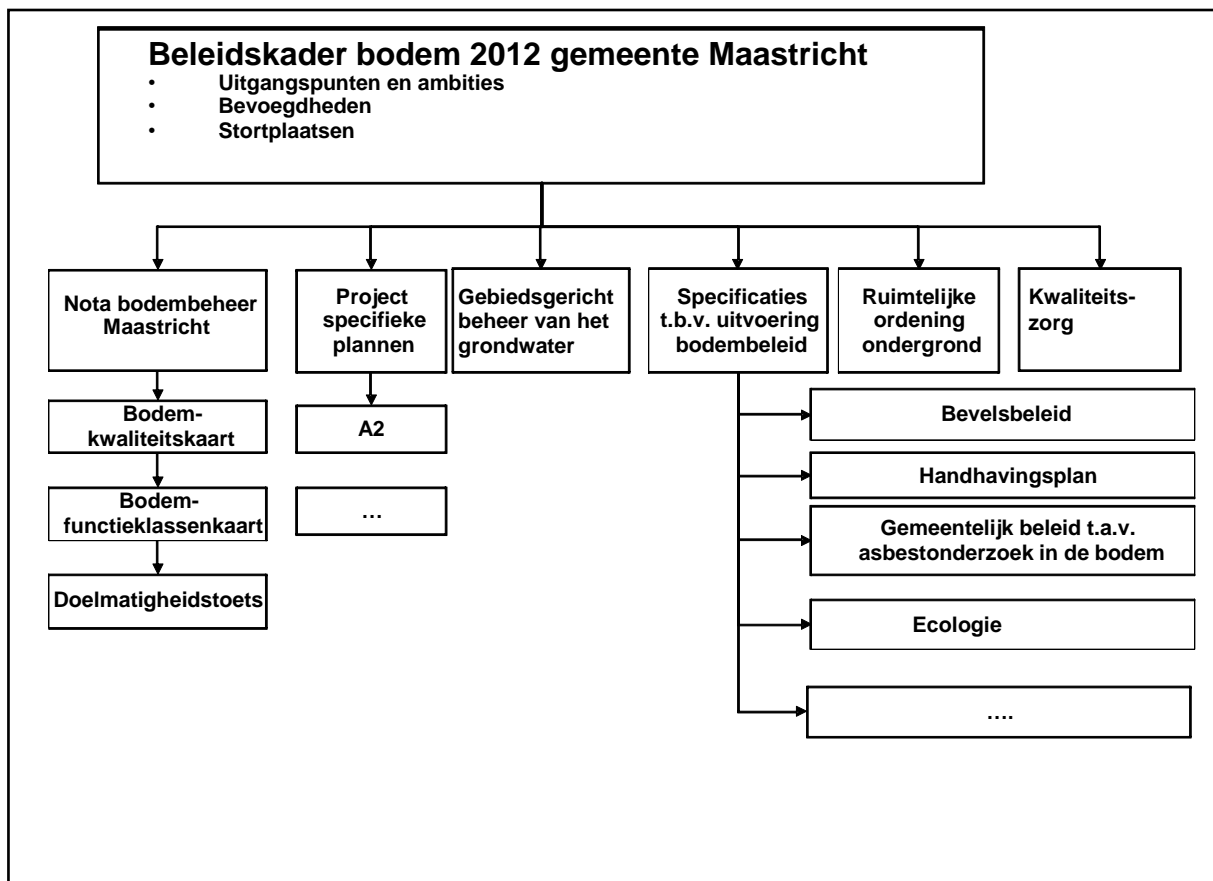 Beleidskader bodem 2012 gemeente Maastricht
• Uitgangspunten en ambities
• Bevoegdheden
• Stortplaatsen
Nota bodembeheer
Maastricht
Project
specifieke
plannen
Gebiedsgericht
beheer van het
grondwater
Specificaties
t.b.v. uitvoering
bodembeleid
Ruimtelijke
ordening
ondergrond
Kwaliteits-
zorg
Bodem-
kwaliteitskaart
Bodem-
functieklassenkaart
Doelmatigheidstoets
A2
...
Bevelsbeleid
Handhavingsplan
Gemeentelijk beleid t.a.v.
asbestonderzoek in de bodem
Ecologie
....